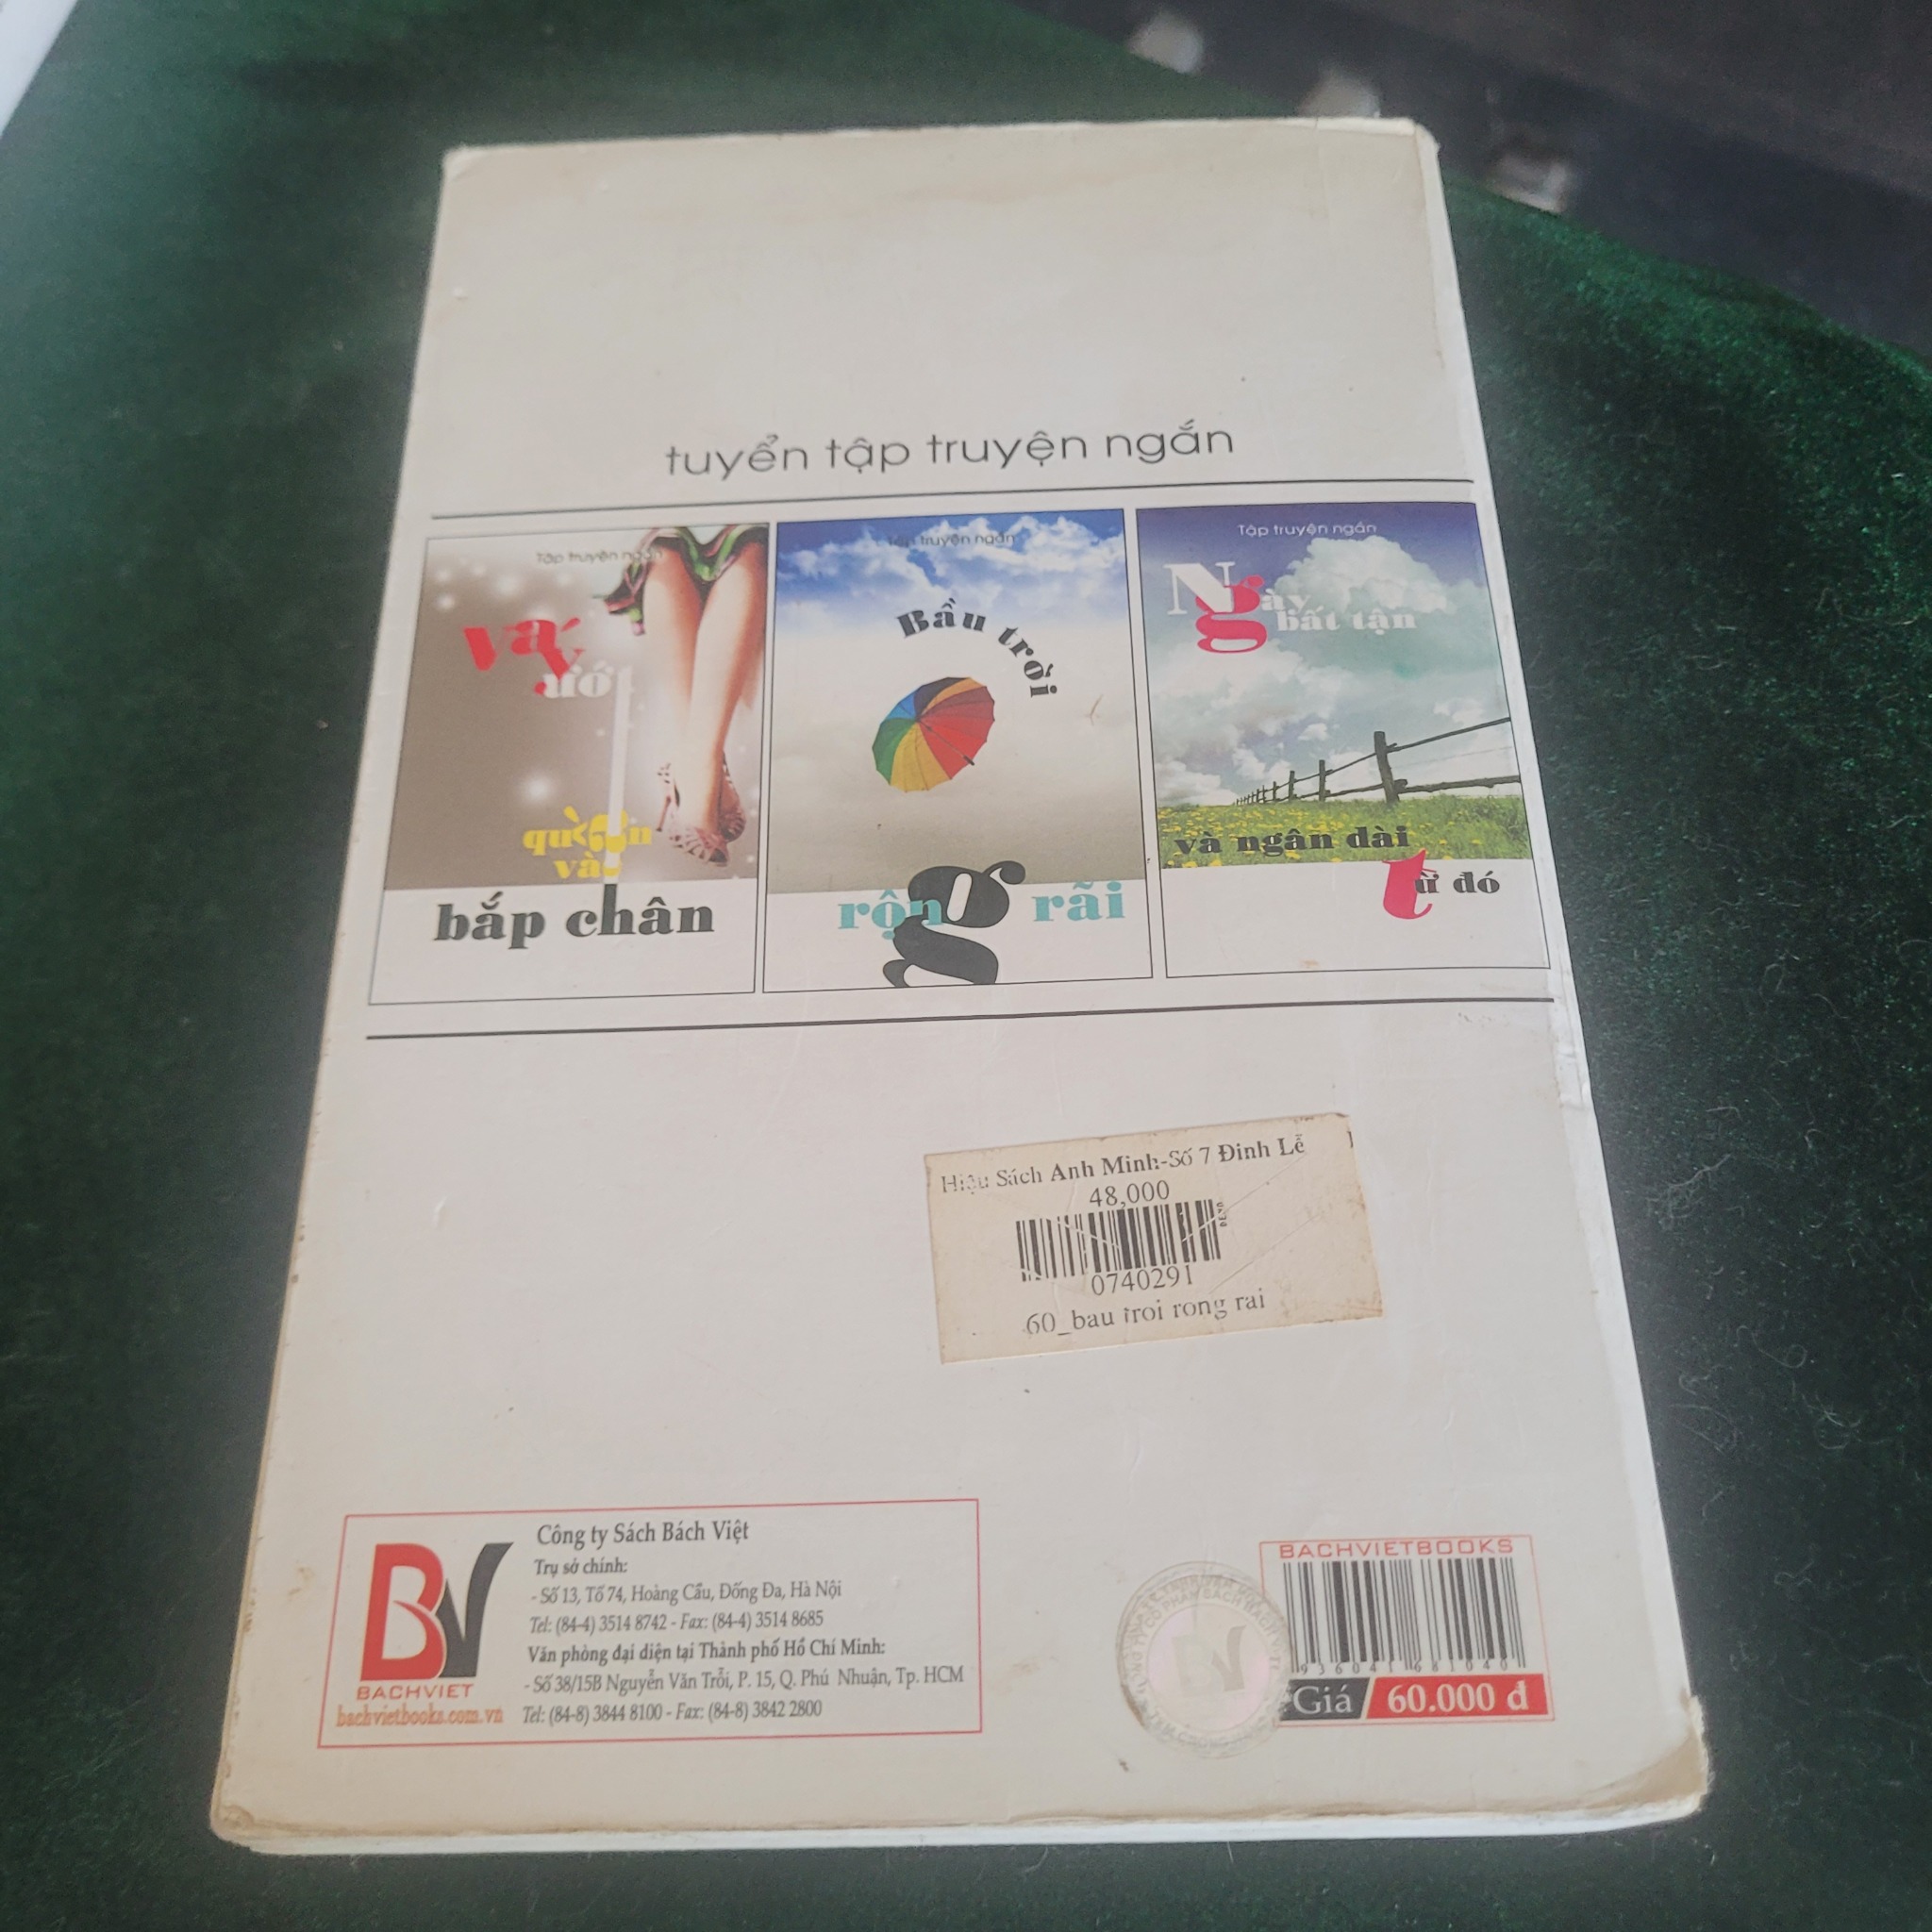 tuyển tập truyện ngắn
Tập truyện ngắn
váy
ướt
quấn
vào
bắp chân
Tập truyện ngắn
Bầu trời
rộng rãi
Tập truyện ngắn
Ngày
bất tận
và ngân dài
từ đó
Hiệu Sách Anh Minh-Số 7 Đinh Lễ
48,000
0740291
60_bau troi rong rai
Công ty Sách Bách Việt
Trụ sở chính:
- Số 13, Tổ 74, Hoàng Cầu, Đống Đa, Hà Nội
Tel: (84-4) 3514 8742 - Fax: (84-4) 3514 8685
Văn phòng đại diện tại Thành phố Hồ Chí Minh:
- Số 38/15B Nguyễn Văn Trỗi, P. 15, Q. Phú Nhuận, Tp. HCM
Tel: (84-8) 3844 8100 - Fax: (84-8) 3842 2800
BV
BACHVIET
bachvietbooks.com.vn
BV
BACHVIETBOOKS
936041681040
Giá 60.000 đ